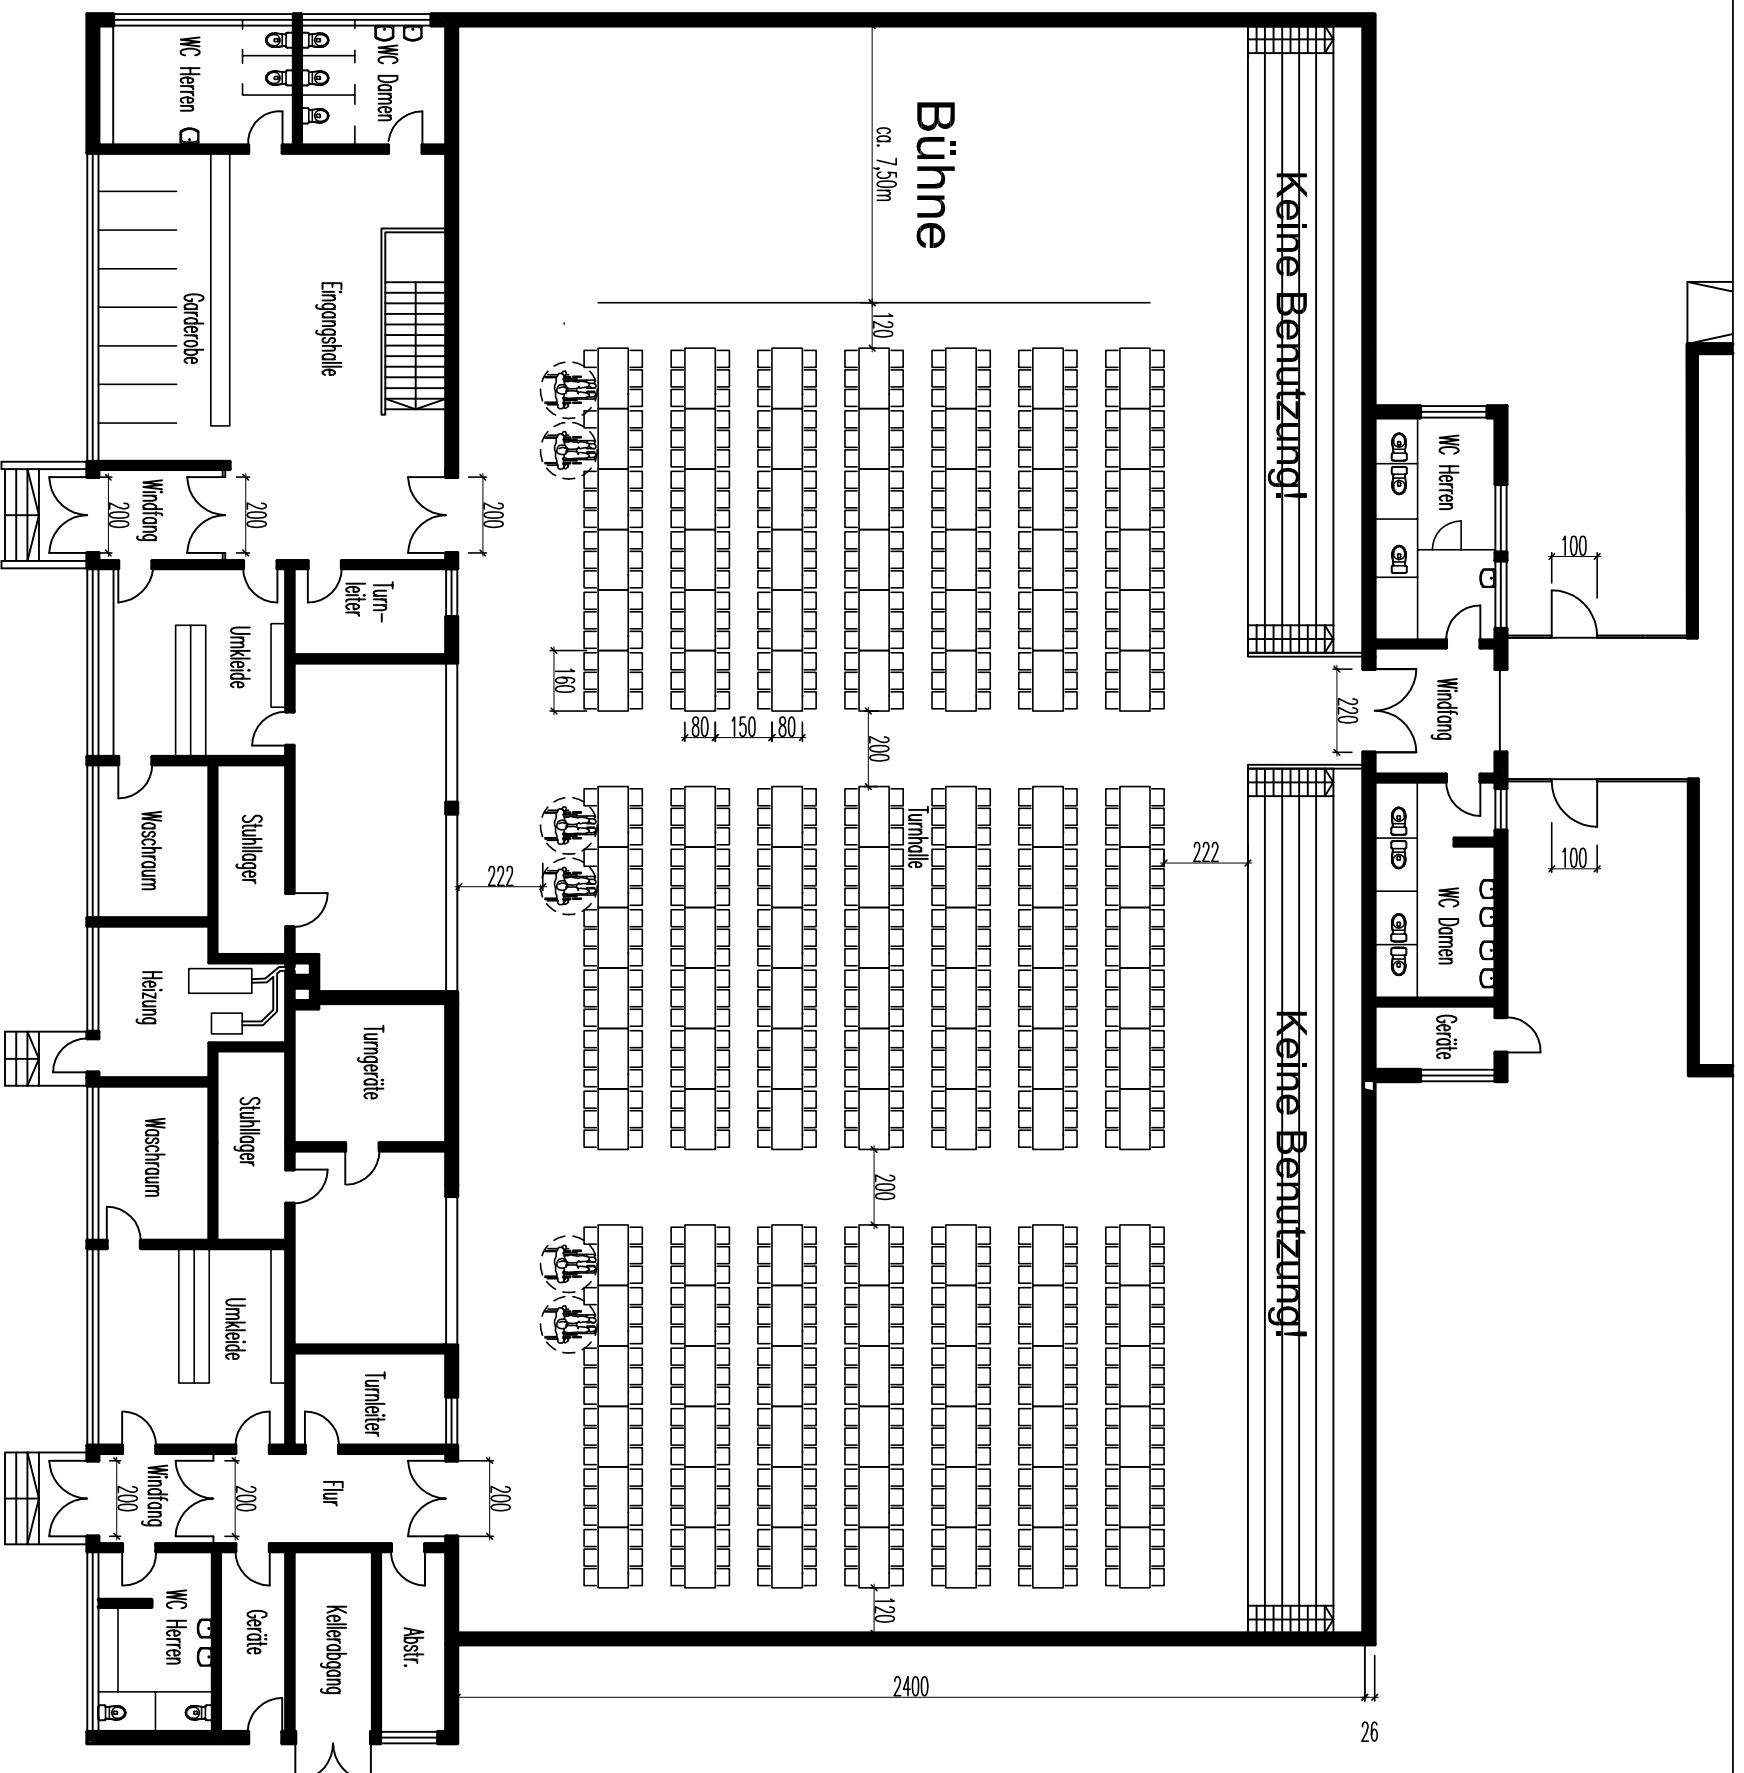 WC Herren
WC Damen
Bühne
ca. 7,50m
Keine Benutzung!
120
Garderobe
Eingangshalle
200
Windfang
200
200
Turn-
leiter
Umkleide
160
80
150
80
200
WC Herren
100
220
Windfang
Waschraum
Stuhllager
222
Turnhalle
222
100
WC Damen
Geräte
Heizung
Turngeräte
Keine Benutzung!
Waschraum
Stuhllager
200
Umkleide
Turnleiter
200
Windfang
200
Flur
200
WC Herren
Geräte
Kellerabgang
Abstr.
120
2400
26